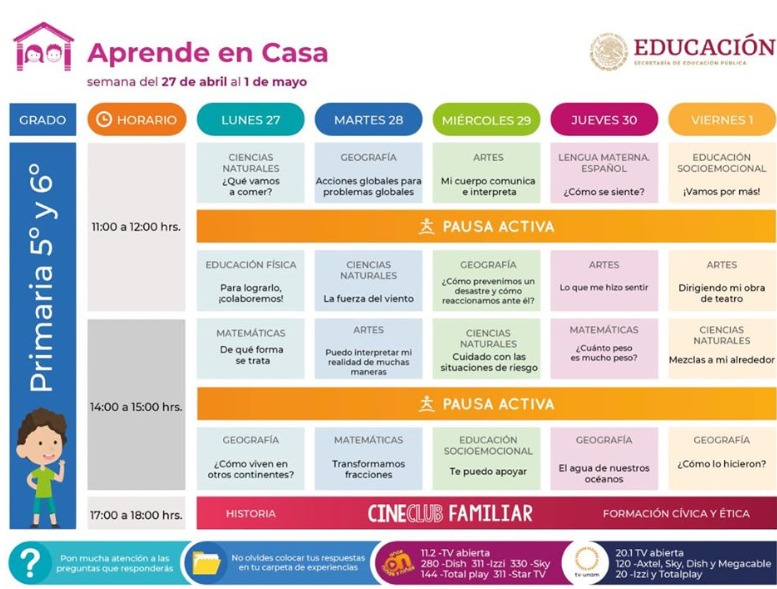 Aprende en Casa
semana del 27 de abril al 1 de mayo
EDUCACIÓN
SECRETARÍA DE EDUCACIÓN PÚBLICA
GRADO
HORARIO
LUNES 27
MARTES 28
MIÉRCOLES 29
JUEVES 30
VIERNES 1
Primaria 5° y 6°
11:00 a 12:00 hrs.
CIENCIAS
NATURALES
¿Qué vamos
a comer?
GEOGRAFÍA
Acciones globales para
problemas globales
ARTES
Mi cuerpo comunica
e interpreta
LENGUA MATERNA.
ESPAÑOL
¿Cómo se siente?
EDUCACIÓN
SOCIOEMOCIONAL
¡Vamos por más!
PAUSA ACTIVA
EDUCACIÓN FÍSICA
Para lograrlo,
¡colaboremos!
CIENCIAS
NATURALES
La fuerza del viento
GEOGRAFÍA
¿Cómo prevenimos un
desastre y cómo
reaccionamos ante él?
ARTES
Lo que me hizo sentir
ARTES
Dirigiendo mi obra
de teatro
14:00 a 15:00 hrs.
MATEMÁTICAS
De qué forma
se trata
ARTES
Puedo interpretar mi
realidad de muchas
maneras
CIENCIAS
NATURALES
Cuidado con las
situaciones de riesgo
MATEMÁTICAS
¿Cuánto peso
es mucho peso?
CIENCIAS
NATURALES
Mezclas a mi alrededor
PAUSA ACTIVA
GEOGRAFÍA
¿Cómo viven en
otros continentes?
MATEMÁTICAS
Transformamos
fracciones
EDUCACIÓN
SOCIOEMOCIONAL
Te puedo apoyar
GEOGRAFÍA
El agua de nuestros
océanos
GEOGRAFÍA
¿Cómo lo hicieron?
17:00 a 18:00 hrs.
HISTORIA
CINECLUB FAMILIAR
FORMACIÓN CÍVICA Y ÉTICA
?
Pon mucha atención a las
preguntas que responderás
No olvides colocar tus respuestas
en tu carpeta de experiencias
once
niñas y niños
11.2 -TV abierta
280 -Dish 311 -Izzi 330 -Sky
144 -Total play 311 -Star TV
tv·unam
20.1 TV abierta
120 -Axtel, Sky, Dish y Megacable
20 -Izzi y Totalplay